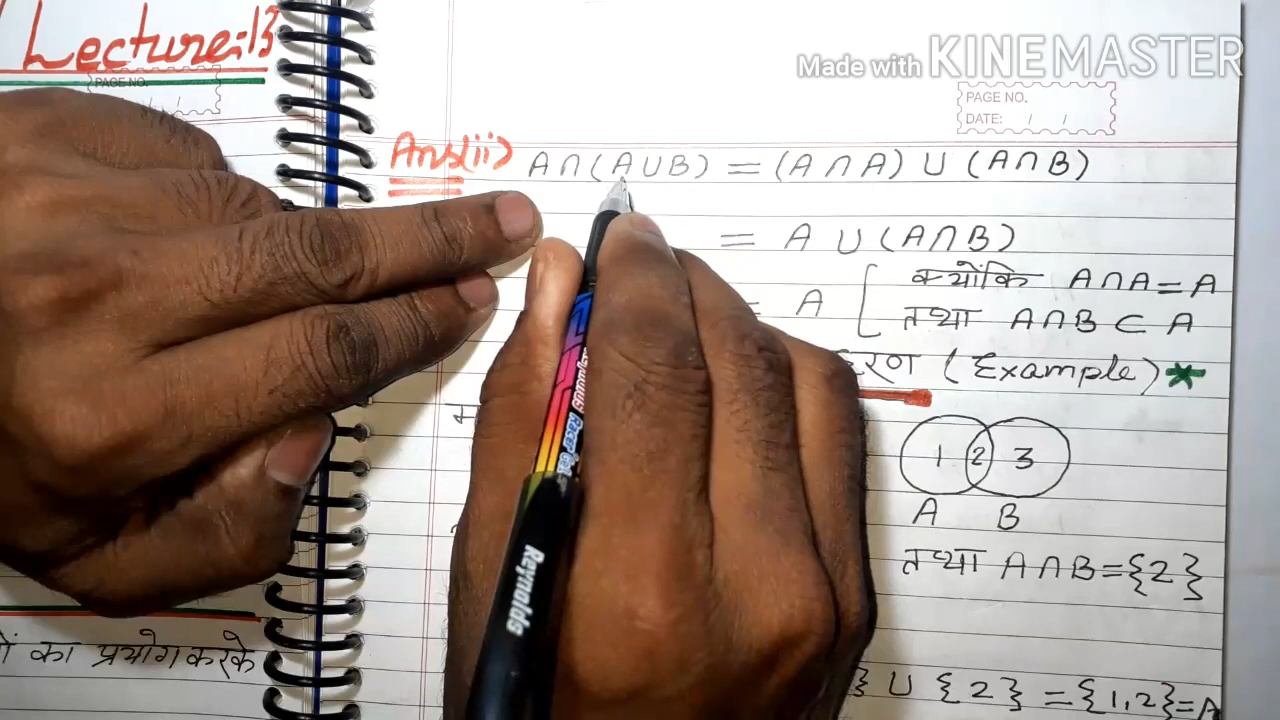 Lecture:13
PAGE NO.
Made with KINEMASTER
PAGE NO.
DATE: / /
Ans(ii) A∩(A∪B) = (A∩A) ∪ (A∩B)
= A ∪ (A∩B)
= A [ क्योंकि A∩A=A
तथा A∩B⊂A
(Example) *
1 2 3
A B
तथा A∩B={2}
का प्रयोग करके
} ∪ {2} = {1,2}=A
Reynolds